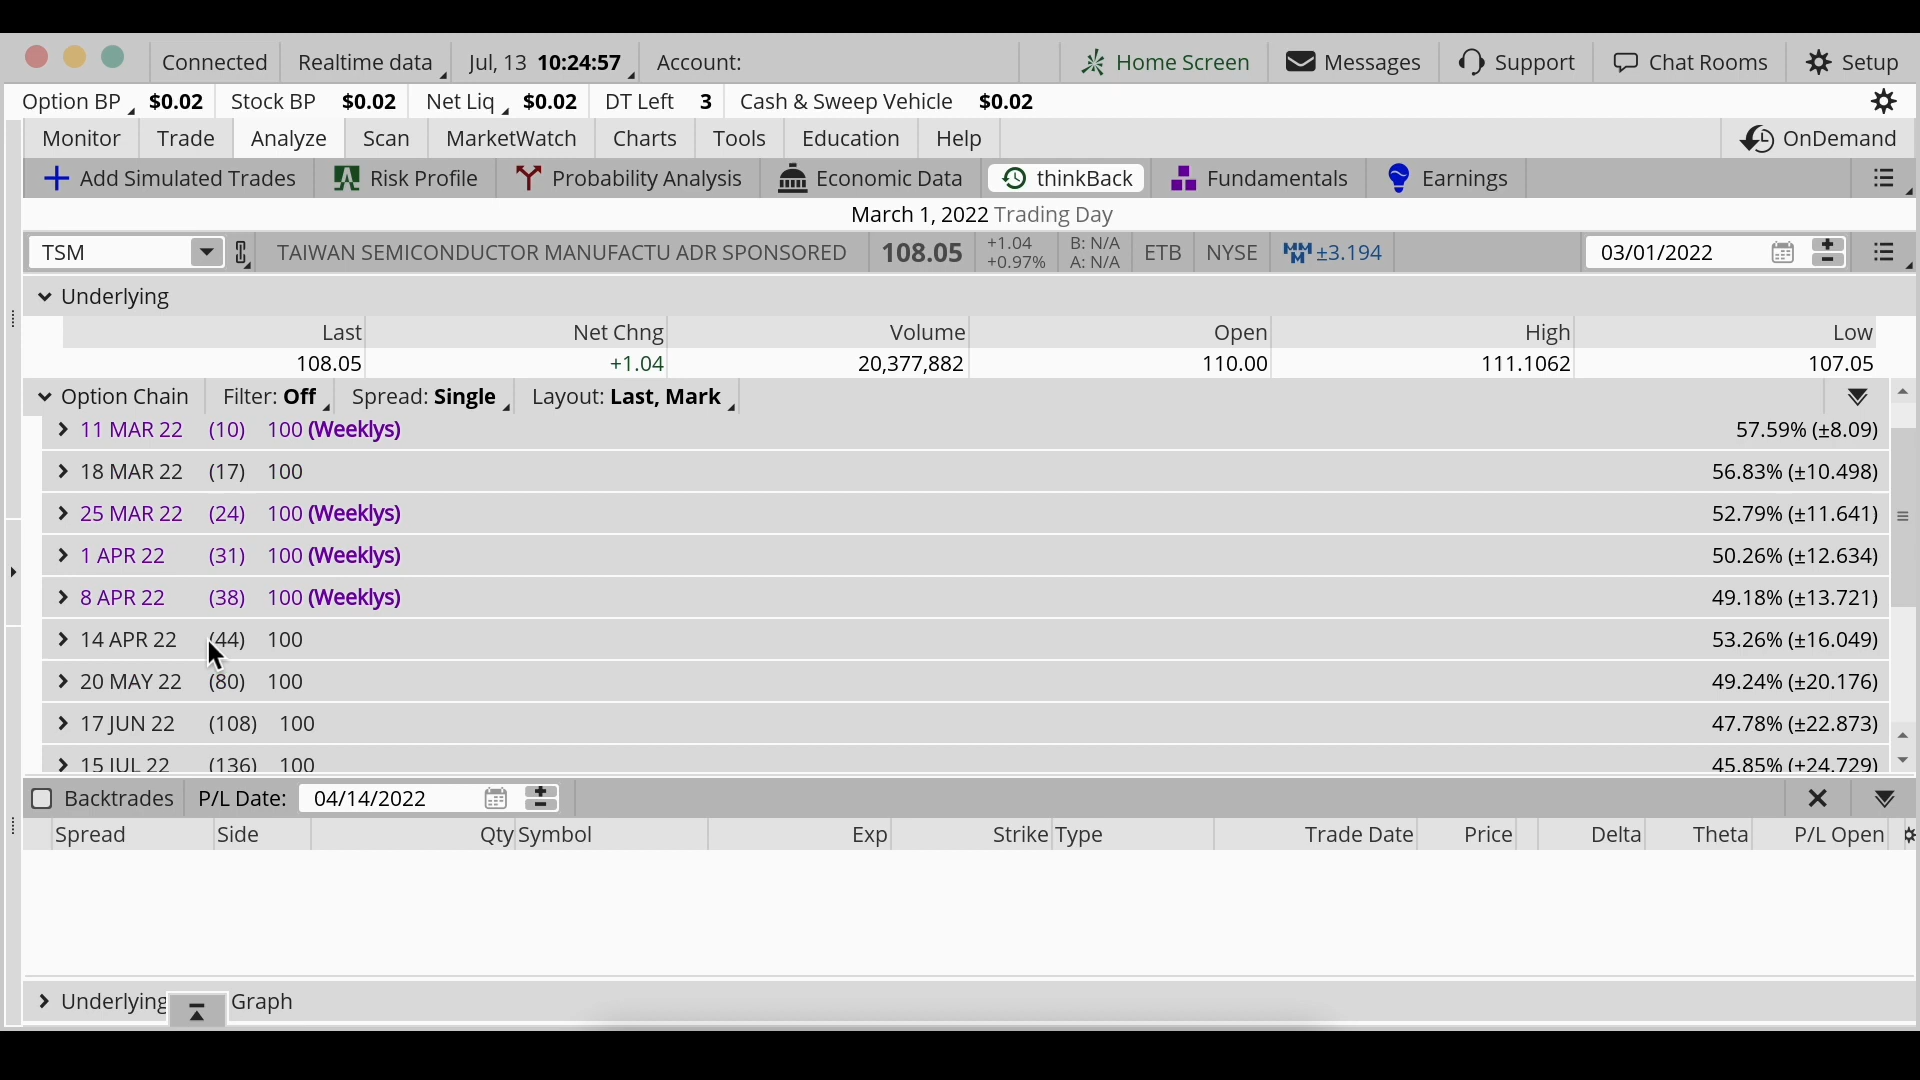 Connected Realtime data Jul, 13 10:24:57 Account: Home Screen Messages Support Chat Rooms Setup
Option BP $0.02 Stock BP $0.02 Net Liq $0.02 DT Left 3 Cash & Sweep Vehicle $0.02
Monitor Trade Analyze Scan MarketWatch Charts Tools Education Help OnDemand
Add Simulated Trades Risk Profile Probability Analysis Economic Data thinkBack Fundamentals Earnings
March 1, 2022 Trading Day
TSM TAIWAN SEMICONDUCTOR MANUFACTU ADR SPONSORED 108.05 +1.04 +0.97% B: N/A A: N/A ETB NYSE MMM ±3.194 03/01/2022
Underlying
Last Net Chng Volume Open High Low
108.05 +1.04 20,377,882 110.00 111.1062 107.05
Option Chain Filter: Off Spread: Single Layout: Last, Mark
11 MAR 22 (10) 100 (Weeklys) 57.59% (±8.09)
18 MAR 22 (17) 100 56.83% (±10.498)
25 MAR 22 (24) 100 (Weeklys) 52.79% (±11.641)
1 APR 22 (31) 100 (Weeklys) 50.26% (±12.634)
8 APR 22 (38) 100 (Weeklys) 49.18% (±13.721)
14 APR 22 (44) 100 53.26% (±16.049)
20 MAY 22 (80) 100 49.24% (±20.176)
17 JUN 22 (108) 100 47.78% (±22.873)
15 JUL 22 (136) 100 45.85% (±24.729)
Backtrades P/L Date: 04/14/2022
Spread Side Qty Symbol Exp Strike Type Trade Date Price Delta Theta P/L Open
Underlying Graph